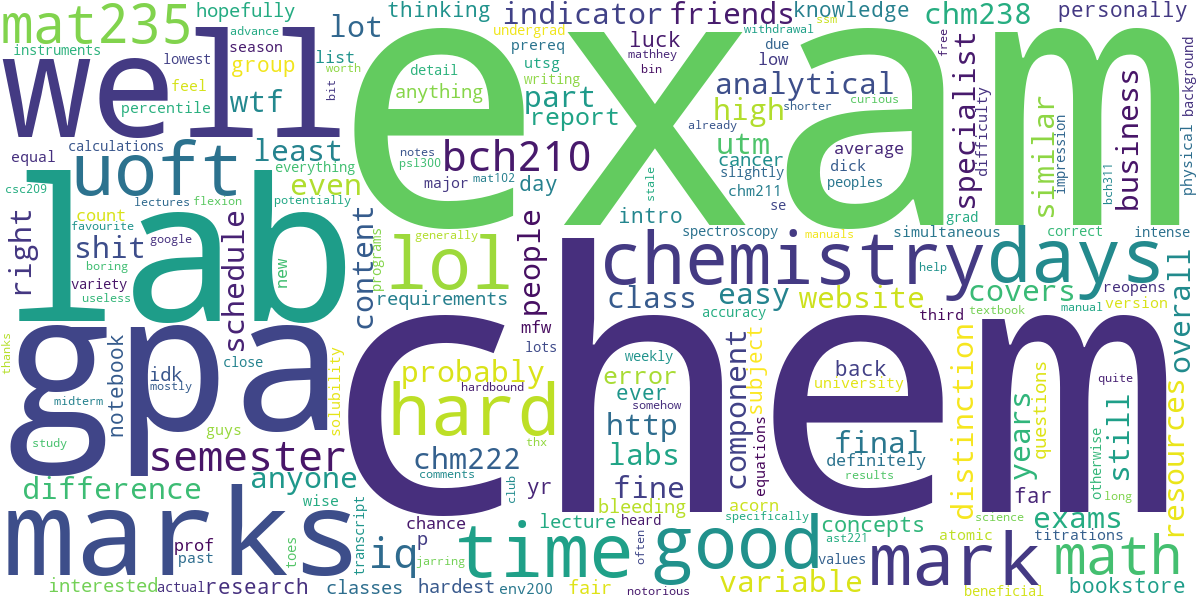 mat235
hopefully
lot
thinking
indicator
friends
knowledge
ssm
chm238
personally
instruments
advance
season
lowest
list
worth
undergrad
prereq
utsg
writing
luck
mathhey
bin
withdrawal
due
low
free
well
exam
group
feel
percentile
wtf
bit
detail
anything
part
report
analytical
high
curious
shorter
already
specialist
difficulty
similar
impression
business
physical
background
equal
calculations
uoft
least
everything
even
notes
psl300
bch210
major
mat102
day
utm
cancer
slightly
chm211
stale
average
dick
peoples
se
bch311
csc209
lectures
flexion
potentially
lab
count
favourite
shit
google
boring
variety
useless
right
schedule
new
content
programs
generally
lol
requirements
people
intro
spectroscopy
manuals
simultaneous
grad
correct
intense
chemistry
days
help
class
easy
website
accuracy
covers
reopens
version
third
textbook
manual
overall
mfw
lots
gpa
chem
thanks
notebook
idk
mostly
close
solubility
midterm
probably
hardbound
hard
thx
weekly
error
ever
somehow
http
labs
component
subject
equations
back
university
final
definitely
results
distinction
years
questions
quite
still
otherwise
long
resources
study
guys
semester
chm222
comments
club
yr
fine
far
difference
anyone
wise
transcript
bleeding
acorn
specifically
science
exams
marks
prof
past
toes
iq
chance
p
jarring
time
lecture
heard
often
notorious
good
values
concepts
ast221
atomic
titrations
mark
math
interested
actual
research
classes
hardest
env200
fair
variable
beneficial
bookstore